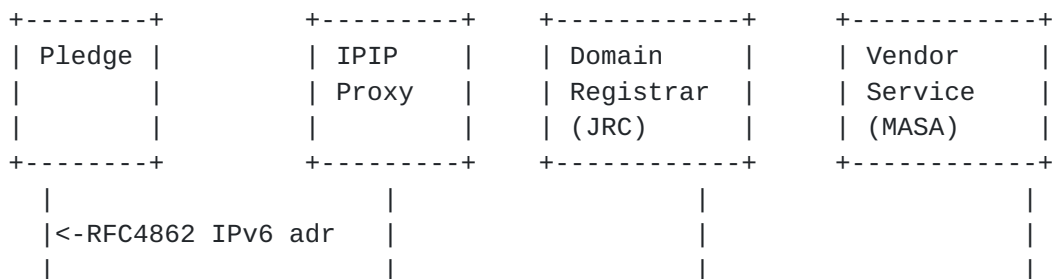 +--------+         +---------+    +------------+     +------------+
| Pledge |         | IPIP    |    | Domain     |     | Vendor     |
|        |         | Proxy   |    | Registrar  |     | Service    |
|        |         |         |    | (JRC)      |     | (MASA)     |
+--------+         +---------+    +------------+     +------------+
  |                     |                   |                    |
  |<-RFC4862 IPv6 adr   |                   |                    |
  |                     |                   |                    |